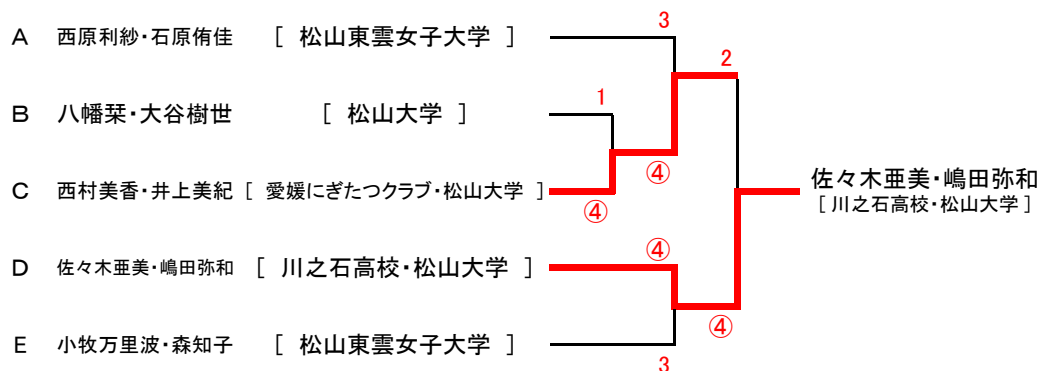 3
A 西原利紗・石原侑佳 [ 松山東雲女子大学 ]
2
1
B 八幡栞・大谷樹世 [ 松山大学 ]
④
佐々木亜美・嶋田弥和
C 西村美香・井上美紀 [ 愛媛にぎたつクラブ・松山大学 ]
[ 川之石高校・松山大学 ]
④
④
D 佐々木亜美・嶋田弥和 [ 川之石高校・松山大学 ]
④
E 小牧万里波・森知子 [ 松山東雲女子大学 ]
3